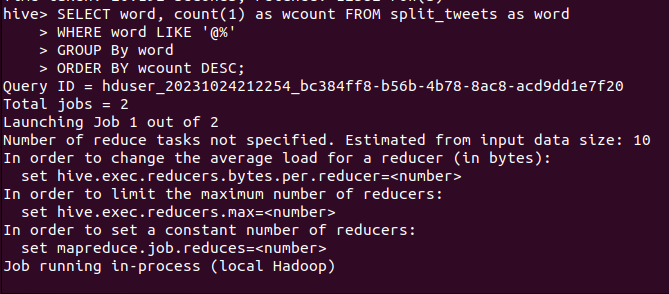 hive> SELECT word, count(1) as wcount FROM split_tweets as word
    > WHERE word LIKE '@%'
    > GROUP By word
    > ORDER BY wcount DESC;
Query ID = hduser_20231024212254_bc384ff8-b56b-4b78-8ac8-acd9dd1e7f20
Total jobs = 2
Launching Job 1 out of 2
Number of reduce tasks not specified. Estimated from input data size: 10
In order to change the average load for a reducer (in bytes):
  set hive.exec.reducers.bytes.per.reducer=<number>
In order to limit the maximum number of reducers:
  set hive.exec.reducers.max=<number>
In order to set a constant number of reducers:
  set mapreduce.job.reduces=<number>
Job running in-process (local Hadoop)